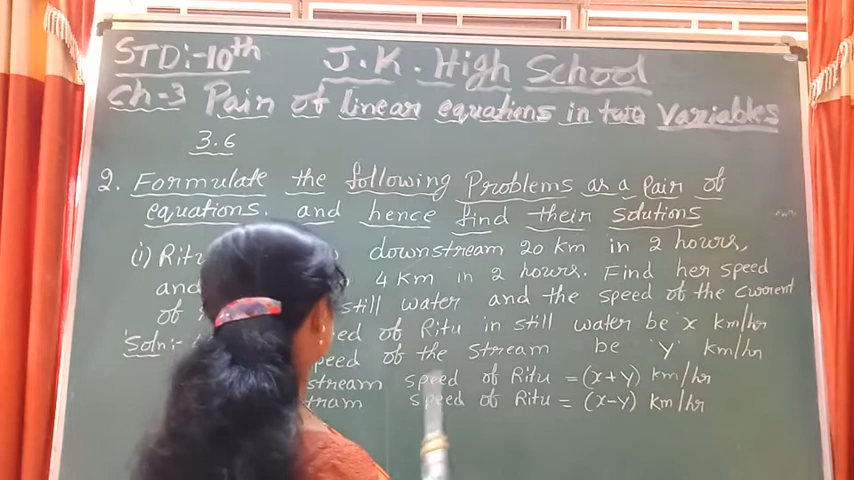 STD:-10th J.K. High School
Ch-3 Pair of linear equations in two Variables
3.6
2. Formulate the following Problems as a Pair of
equations. and hence find their solutions
(i) Ritu downstream 20 km in 2 hours,
and 4 km in 2 hours. Find her speed
of still water and the speed of the current
Soln:- of Ritu in still water be 'x' km/hr
of the stream be 'y' km/hr
speed of Ritu = (x+y) km/hr
speed of Ritu = (x-y) km/hr